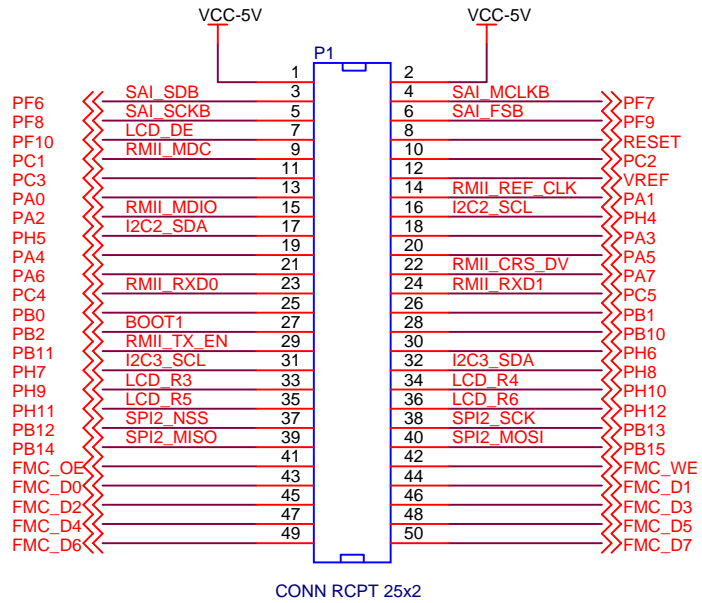 VCC-5V VCC-5V
P1
1 2
SAI_SDB 3 4 SAI_MCLKB
PF6 SAI_SCKB 5 6 SAI_FSB PF7
PF8 LCD_DE 7 8 PF9
PF10 RMII_MDC 9 10 RESET
PC1 11 12 PC2
PC3 13 14 RMII_REF_CLK VREF
PA0 RMII_MDIO 15 16 I2C2_SCL PA1
PA2 I2C2_SDA 17 18 PH4
PH5 19 20 PA3
PA4 21 22 RMII_CRS_DV PA5
PA6 RMII_RXD0 23 24 RMII_RXD1 PA7
PC4 25 26 PC5
PB0 BOOT1 27 28 PB1
PB2 RMII_TX_EN 29 30 PB10
PB11 I2C3_SCL 31 32 I2C3_SDA PH6
PH7 LCD_R3 33 34 LCD_R4 PH8
PH9 LCD_R5 35 36 LCD_R6 PH10
PH11 SPI2_NSS 37 38 SPI2_SCK PH12
PB12 SPI2_MISO 39 40 SPI2_MOSI PB13
PB14 41 42 PB15
FMC_OE 43 44 FMC_WE
FMC_D0 45 46 FMC_D1
FMC_D2 47 48 FMC_D3
FMC_D4 49 50 FMC_D5
FMC_D6 FMC_D7
CONN RCPT 25x2